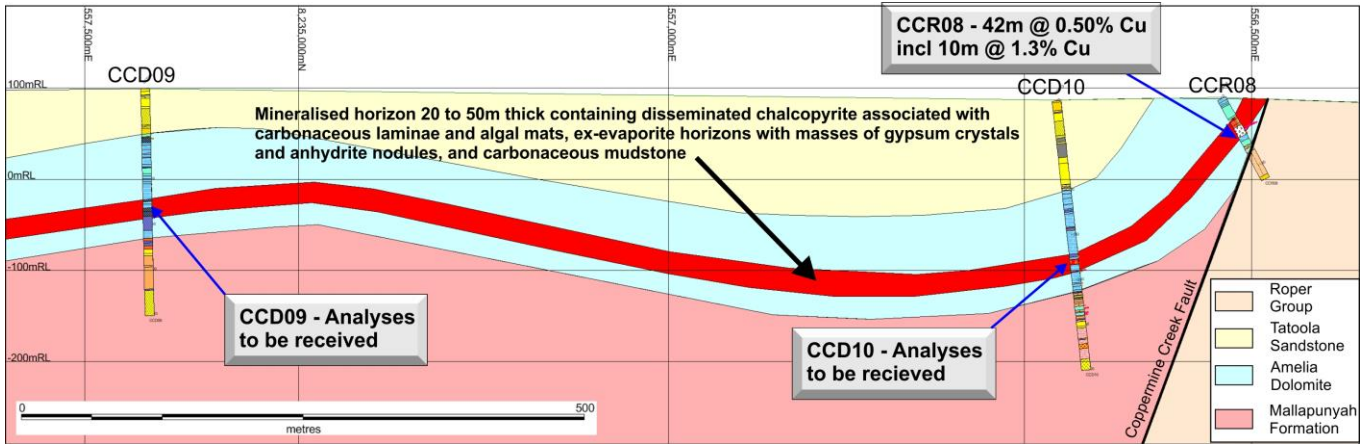 557,500mE
8,235,000mN
557,000mE
556,500mE
CCR08 - 42m @ 0.50% Cu
incl 10m @ 1.3% Cu
CCD09
CCD10
CCR08
100mRL
Mineralised horizon 20 to 50m thick containing disseminated chalcopyrite associated with
carbonaceous laminae and algal mats, ex-evaporite horizons with masses of gypsum crystals
and anhydrite nodules, and carbonaceous mudstone
0mRL
-100mRL
-200mRL
CCD09 - Analyses
to be received
CCD10 - Analyses
to be recieved
CCD09
CCD10
CCR08
Coppermine Creek Fault
Roper
Group
Tatoola
Sandstone
Amelia
Dolomite
Mallapunyah
Formation
0
500
metres